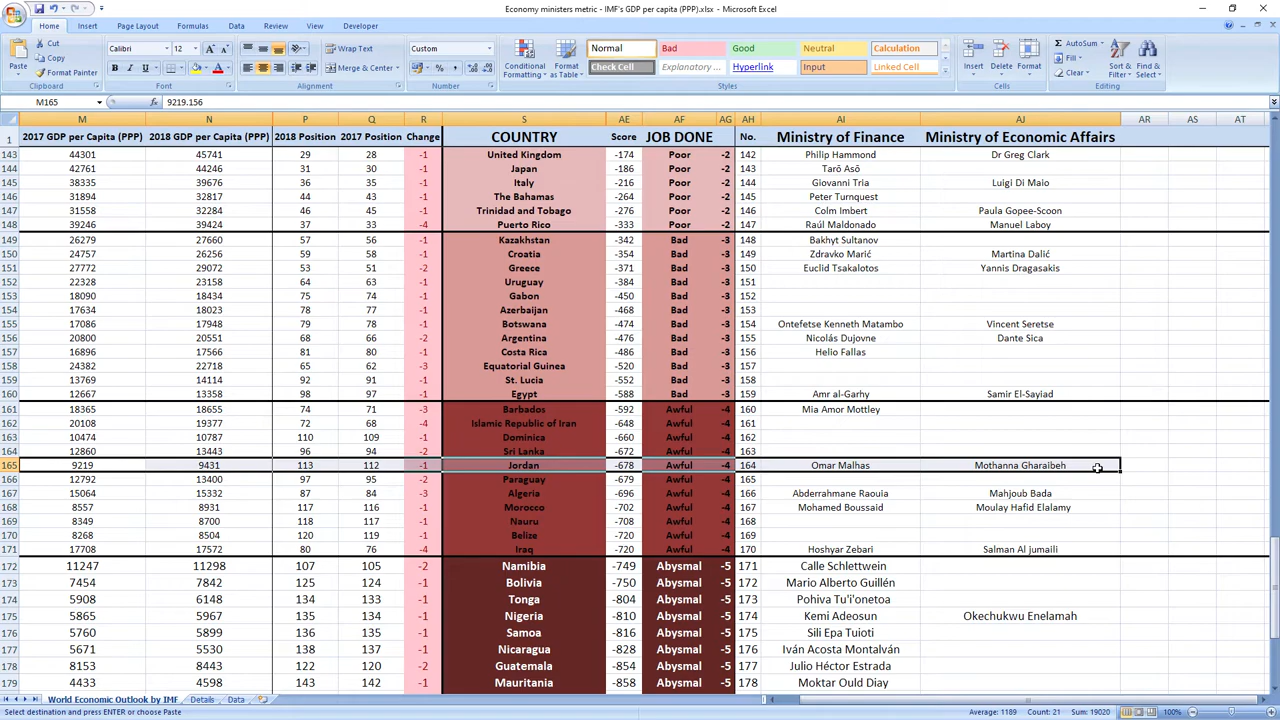 Economy ministers metric - IMF's GDP per capita (PPP).xlsx - Microsoft Excel
Home Insert Page Layout Formulas Data Review View Developer
Cut Calibri 12 Wrap Text Custom Normal Bad Good Neutral Calculation AutoSum
Copy
Paste Format Painter Merge & Center Conditional Formatting Format as Table Check Cell Explanatory ... Hyperlink Input Linked Cell Insert Delete Format Fill Clear Sort & Filter Find & Select
Clipboard Font Alignment Number Styles Cells Editing
M165 9219.156
M N P Q R S AE AF AG AH AI AJ AR AS AT
1 2017 GDP per Capita (PPP) 2018 GDP per Capita (PPP) 2018 Position 2017 Position Change COUNTRY Score JOB DONE No. Ministry of Finance Ministry of Economic Affairs
143 44301 45741 29 28 -1 United Kingdom -174 Poor -2 142 Philip Hammond Dr Greg Clark
144 42761 44246 31 30 -1 Japan -186 Poor -2 143 Tarō Asō
145 38335 39676 36 35 -1 Italy -216 Poor -2 144 Giovanni Tria Luigi Di Maio
146 31894 32817 44 43 -1 The Bahamas -264 Poor -2 145 Peter Turnquest
147 31558 32284 46 45 -1 Trinidad and Tobago -276 Poor -2 146 Colm Imbert Paula Gopee-Scoon
148 39246 39424 37 33 -4 Puerto Rico -333 Poor -2 147 Raúl Maldonado Manuel Laboy
149 26279 27660 57 56 -1 Kazakhstan -342 Bad -3 148 Bakhyt Sultanov
150 24757 26256 59 58 -1 Croatia -354 Bad -3 149 Zdravko Marić Martina Dalić
151 27772 29072 53 51 -2 Greece -371 Bad -3 150 Euclid Tsakalotos Yannis Dragasakis
152 22328 23158 64 63 -1 Uruguay -384 Bad -3 151
153 18090 18434 75 74 -1 Gabon -450 Bad -3 152
154 17634 18023 78 77 -1 Azerbaijan -468 Bad -3 153
155 17086 17948 79 78 -1 Botswana -474 Bad -3 154 Ontefetse Kenneth Matambo Vincent Seretse
156 20800 20551 68 66 -2 Argentina -476 Bad -3 155 Nicolás Dujovne Dante Sica
157 16896 17566 81 80 -1 Costa Rica -486 Bad -3 156 Helio Fallas
158 24382 22718 65 62 -3 Equatorial Guinea -520 Bad -3 157
159 13769 14114 92 91 -1 St. Lucia -552 Bad -3 158
160 12667 13358 98 97 -1 Egypt -588 Bad -3 159 Amr al-Garhy Samir El-Sayiad
161 18365 18655 74 71 -3 Barbados -592 Awful -4 160 Mia Amor Mottley
162 20108 19377 72 68 -4 Islamic Republic of Iran -648 Awful -4 161
163 10474 10787 110 109 -1 Dominica -660 Awful -4 162
164 12860 13443 96 94 -2 Sri Lanka -672 Awful -4 163
165 9219 9431 113 112 -1 Jordan -678 Awful -4 164 Omar Malhas Mothanna Gharaibeh
166 12792 13400 97 95 -2 Paraguay -679 Awful -4 165
167 15064 15332 87 84 -3 Algeria -696 Awful -4 166 Abderrahmane Raouia Mahjoub Bada
168 8557 8931 117 116 -1 Morocco -702 Awful -4 167 Mohamed Boussaid Moulay Hafid Elalamy
169 8349 8700 118 117 -1 Nauru -708 Awful -4 168
170 8268 8504 120 119 -1 Belize -720 Awful -4 169
171 17708 17572 80 76 -4 Iraq -720 Awful -4 170 Hoshyar Zebari Salman Al jumaili
172 11247 11298 107 105 -2 Namibia -749 Abysmal -5 171 Calle Schlettwein
173 7454 7842 125 124 -1 Bolivia -750 Abysmal -5 172 Mario Alberto Guillén
174 5908 6148 134 133 -1 Tonga -804 Abysmal -5 173 Pohiva Tu'i'onetoa
175 5865 5967 135 134 -1 Nigeria -810 Abysmal -5 174 Kemi Adeosun Okechukwu Enelamah
176 5760 5899 136 135 -1 Samoa -816 Abysmal -5 175 Sili Epa Tuioti
177 5671 5530 138 137 -1 Nicaragua -828 Abysmal -5 176 Iván Acosta Montalván
178 8153 8443 122 120 -2 Guatemala -854 Abysmal -5 177 Julio Héctor Estrada
179 4433 4598 143 142 -1 Mauritania -858 Abysmal -5 178 Moktar Ould Diay
World Economic Outlook by IMF Details Data
Select destination and press ENTER or choose Paste Average: 1189 Count: 21 Sum: 19020 100%